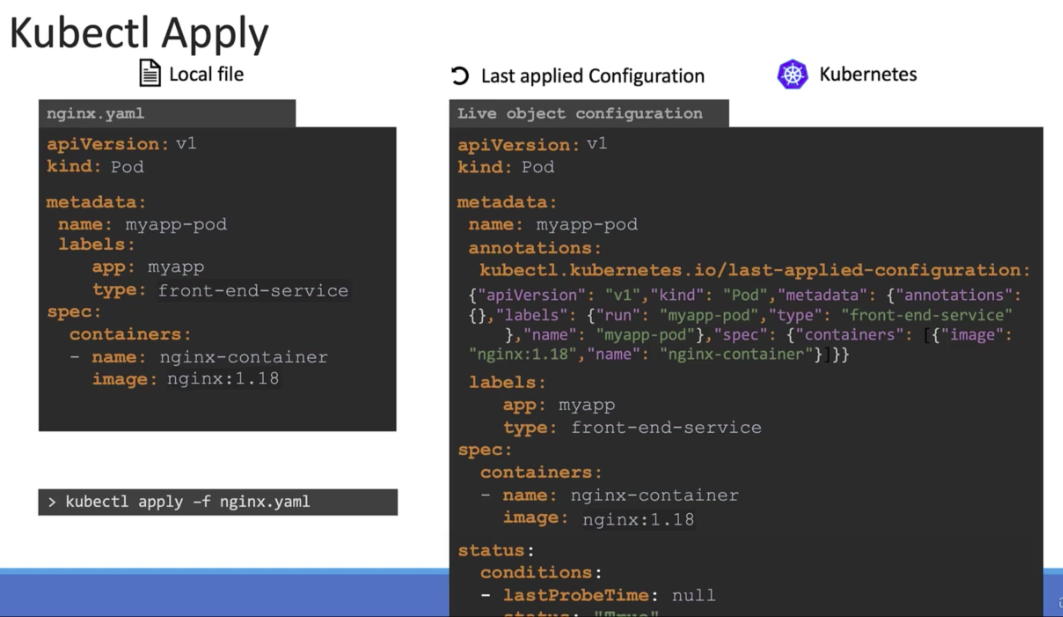 Kubectl Apply
Local file
Last applied Configuration
Kubernetes
nginx.yaml
apiVersion: v1
kind: Pod
metadata:
name: myapp-pod
labels:
app: myapp
type: front-end-service
spec:
containers:
- name: nginx-container
image: nginx:1.18
> kubectl apply –f nginx.yaml
Live object configuration
apiVersion: v1
kind: Pod
metadata:
name: myapp-pod
annotations:
kubectl.kubernetes.io/last-applied-configuration:
{"apiVersion": "v1","kind": "Pod","metadata": {"annotations":
{},"labels": {"run": "myapp-pod","type": "front-end-service"
},"name": "myapp-pod"},"spec": {"containers": [{"image":
"nginx:1.18","name": "nginx-container"}]}}
labels:
app: myapp
type: front-end-service
spec:
containers:
- name: nginx-container
image: nginx:1.18
status:
conditions:
- lastProbeTime: null
status: "True"